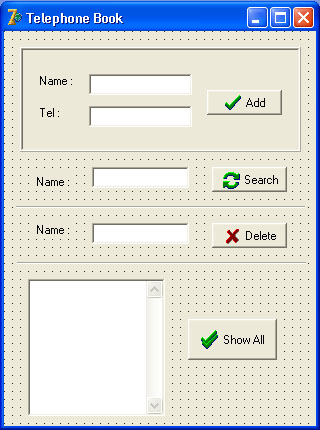 Telephone Book
Name :
Tel :
Add
Name :
Search
Name :
Delete
Show All